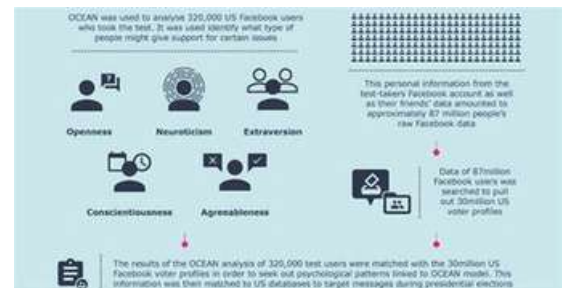 OCEAN was used to analyse 320,000 US Facebook users
who took the test. It was used identify what type of
people might give support for certain issues
Openness
Neuroticism
Extraversion
Conscientiousness
Agreeableness
This personal information from the
test-takers Facebook account as well
as their friends' data amounted to
approximately 87 million people's
raw Facebook data
Data of 87million
Facebook users was
searched to pull
out 30million US
voter profiles
The results of the OCEAN analysis of 320,000 test users were matched with the 30million US
Facebook voter profiles in order to seek out psychological patterns linked to OCEAN model. This
information was then matched to US databases to target messages during presidential elections